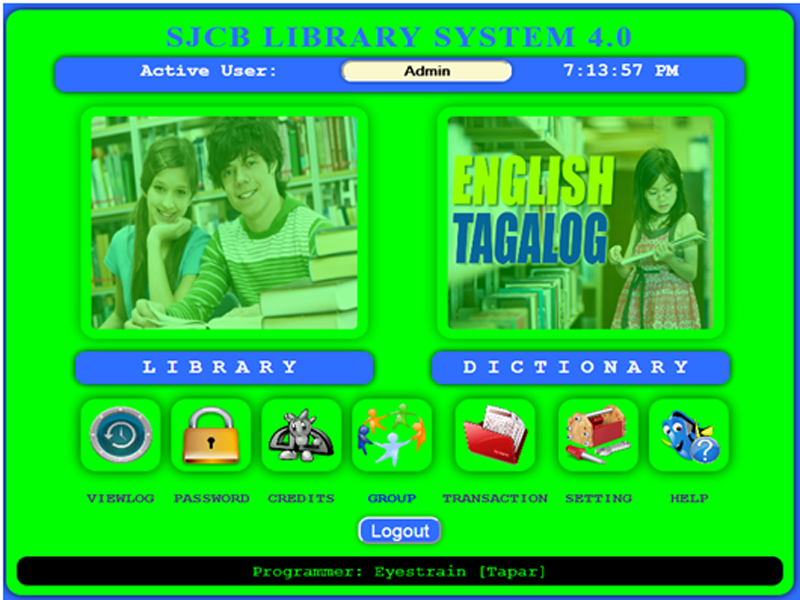 SJCB LIBRARY SYSTEM 4.0
Active User: Admin 7:13:57 PM
ENGLISH
TAGALOG
LIBRARY DICTIONARY
VIEWLOG PASSWORD CREDITS GROUP TRANSACTION SETTING HELP
Logout
Programmer: Eyestrain [Tapar]